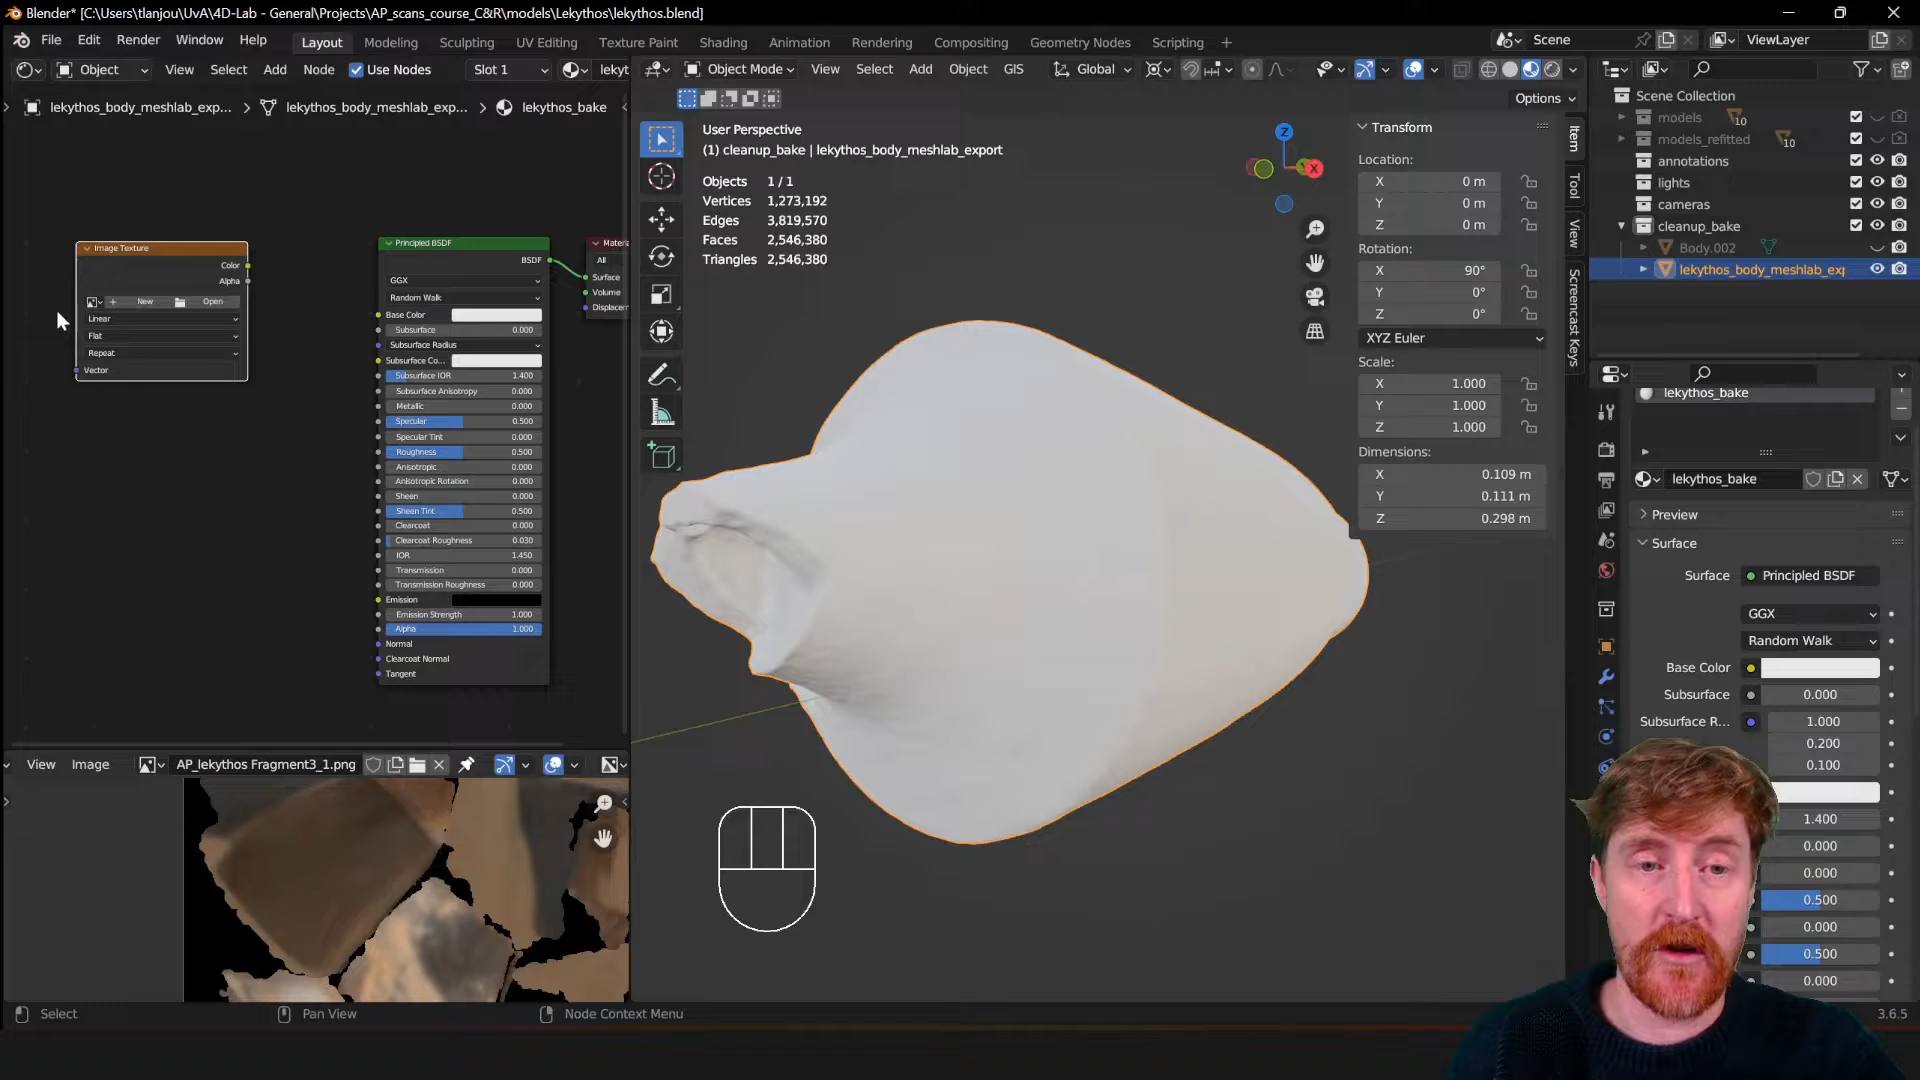 Blender* [C:\Users\tlanjou\UvA\4D-Lab - General\Projects\AP_scans_course_C&R\models\Lekythos\lekythos.blend]
File Edit Render Window Help Layout Modeling Sculpting UV Editing Texture Paint Shading Animation Rendering Compositing Geometry Nodes Scripting + Scene ViewLayer
Object View Select Add Node Use Nodes Slot 1 lekyt
Object Mode View Select Add Object GIS Global
lekythos_body_meshlab_exp... lekythos_body_meshlab_exp... lekythos_bake
Options
Image Texture
Color
Alpha
New Open
Linear
Flat
Repeat
Vector
Principled BSDF
BSDF
GGX
Random Walk
Base Color
Subsurface 0.000
Subsurface Radius
Subsurface Co...
Subsurface IOR 1.400
Subsurface Anisotropy 0.000
Metallic 0.000
Specular 0.500
Specular Tint 0.000
Roughness 0.500
Anisotropic 0.000
Anisotropic Rotation 0.000
Sheen 0.000
Sheen Tint 0.500
Clearcoat 0.000
Clearcoat Roughness 0.030
IOR 1.450
Transmission 0.000
Transmission Roughness 0.000
Emission
Emission Strength 1.000
Alpha 1.000
Normal
Clearcoat Normal
Tangent
Materia
All
Surface
Volume
Displacem
User Perspective
(1) cleanup_bake | lekythos_body_meshlab_export
Objects 1 / 1
Vertices 1,273,192
Edges 3,819,570
Faces 2,546,380
Triangles 2,546,380
Z
X
Transform
Location:
X 0 m
Y 0 m
Z 0 m
Rotation:
X 90°
Y 0°
Z 0°
XYZ Euler
Scale:
X 1.000
Y 1.000
Z 1.000
Dimensions:
X 0.109 m
Y 0.111 m
Z 0.298 m
Item
Tool
View
Screencast Keys
Scene Collection
models 10
models_refitted 10
annotations
lights
cameras
cleanup_bake
Body.002
lekythos_body_meshlab_exp
lekythos_bake
lekythos_bake
Preview
Surface
Surface Principled BSDF
GGX
Random Walk
Base Color
Subsurface 0.000
Subsurface R... 1.000
0.200
0.100
1.400
0.000
0.000
0.500
0.000
0.500
0.000
View Image AP_lekythos Fragment3_1.png
Select Pan View Node Context Menu 3.6.5